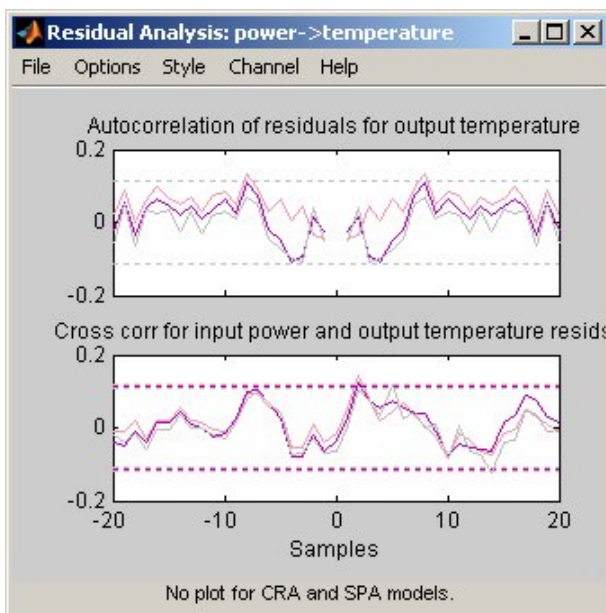 Residual Analysis: power->temperature
File Options Style Channel Help
Autocorrelation of residuals for output temperature
0.2
0
-0.2
Cross corr for input power and output temperature resids
0.2
0
-0.2
-20 -10 0 10 20
Samples
No plot for CRA and SPA models.